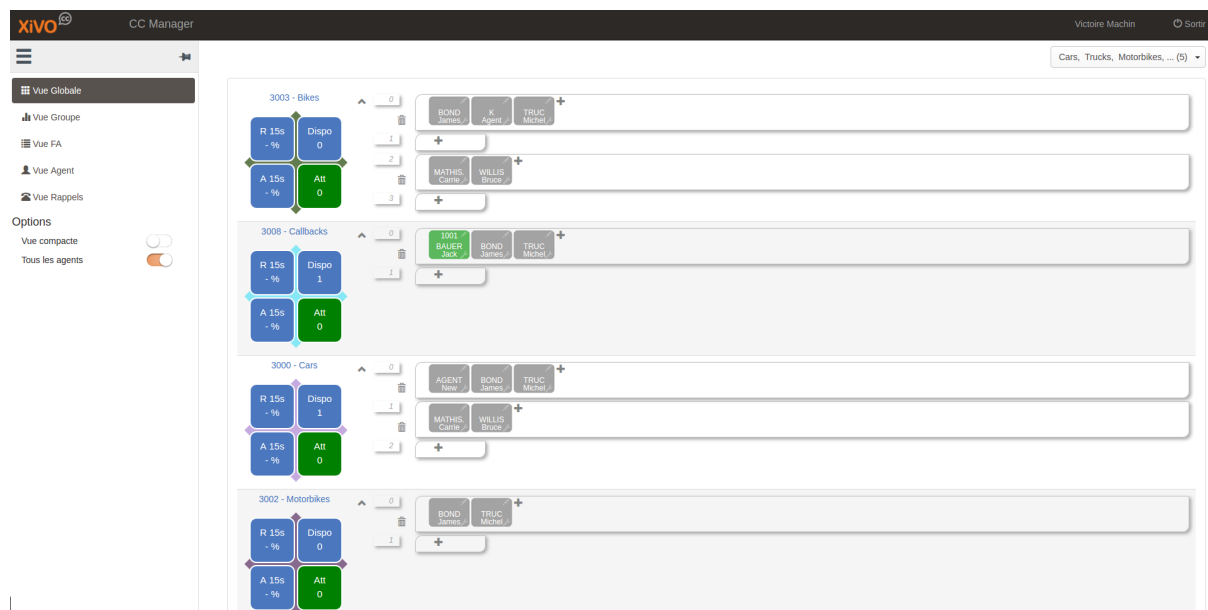 XiVO CC
CC Manager
Victoire Machin
Sortir
Cars, Trucks, Motorbikes, ... (5)
Vue Globale
Vue Groupe
Vue FA
Vue Agent
Vue Rappels
Options
Vue compacte
Tous les agents
3003 - Bikes
R 15s
- %
Dispo
0
A 15s
- %
Att
0
0
BOND
James
K
Agent
TRUC
Michel
1
2
MATHIS.
Carrie
WILLIS
Bruce
3
3008 - Callbacks
R 15s
- %
Dispo
1
A 15s
- %
Att
0
0
1001
BAUER
Jack
BOND
James
TRUC
Michel
1
3000 - Cars
R 15s
- %
Dispo
1
A 15s
- %
Att
0
0
AGENT
New
BOND
James
TRUC
Michel
1
MATHIS.
Carrie
WILLIS
Bruce
2
3002 - Motorbikes
R 15s
- %
Dispo
0
A 15s
- %
Att
0
0
BOND
James
TRUC
Michel
1